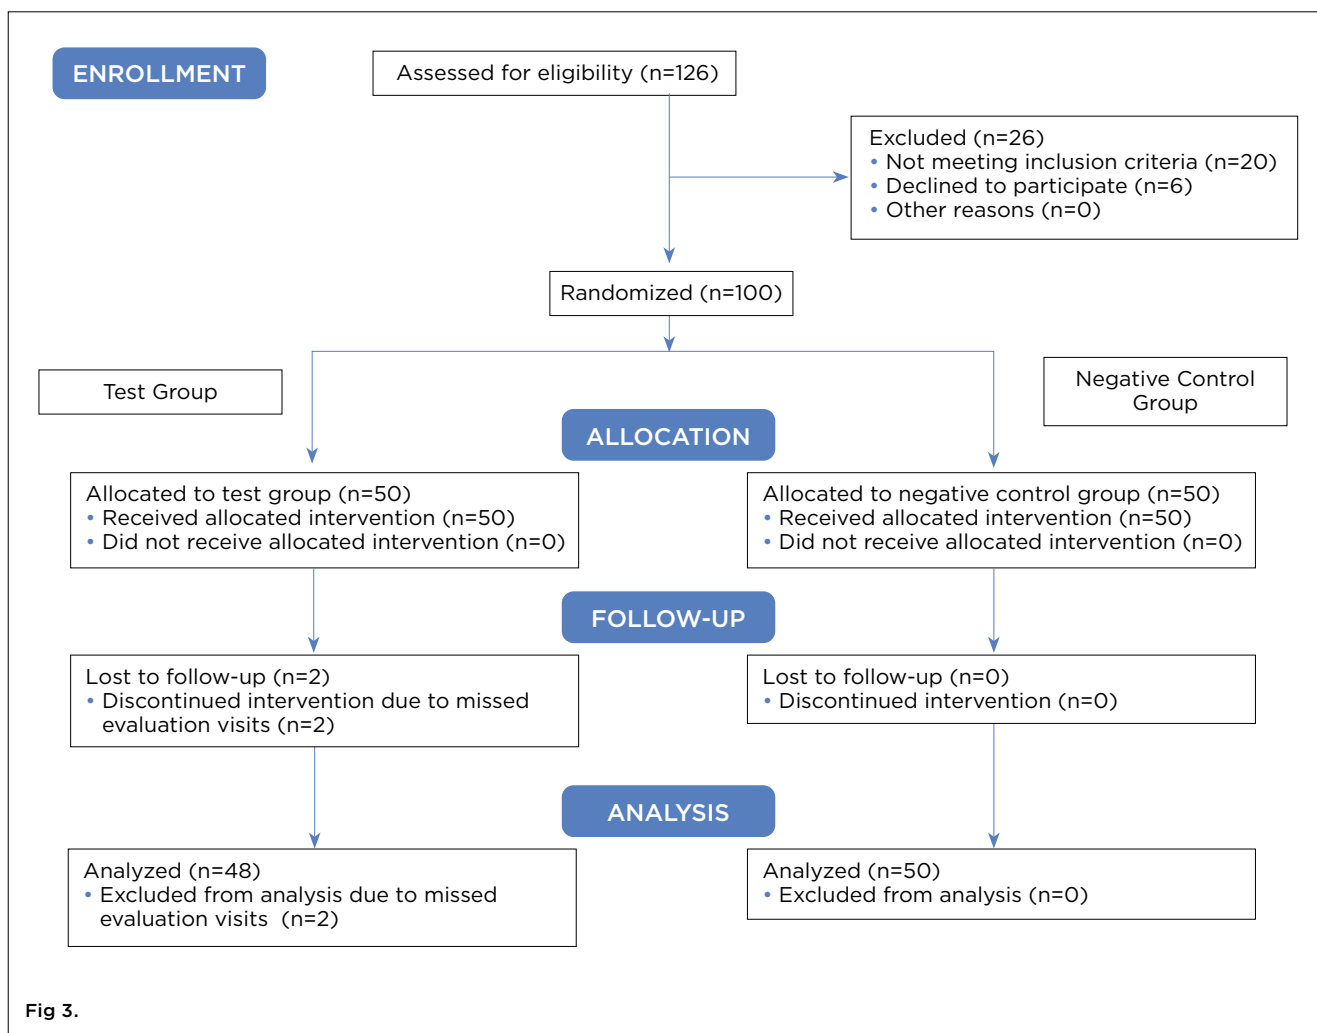 ENROLLMENT
Assessed for eligibility (n=126)
Excluded (n=26)
• Not meeting inclusion criteria (n=20)
• Declined to participate (n=6)
• Other reasons (n=0)
Randomized (n=100)
Test Group
Negative Control
Group
ALLOCATION
Allocated to test group (n=50)
• Received allocated intervention (n=50)
• Did not receive allocated intervention (n=0)
Allocated to negative control group (n=50)
• Received allocated intervention (n=50)
• Did not receive allocated intervention (n=0)
FOLLOW-UP
Lost to follow-up (n=2)
• Discontinued intervention due to missed
evaluation visits (n=2)
Lost to follow-up (n=0)
• Discontinued intervention (n=0)
ANALYSIS
Analyzed (n=48)
• Excluded from analysis due to missed
evaluation visits (n=2)
Analyzed (n=50)
• Excluded from analysis (n=0)
Fig 3.